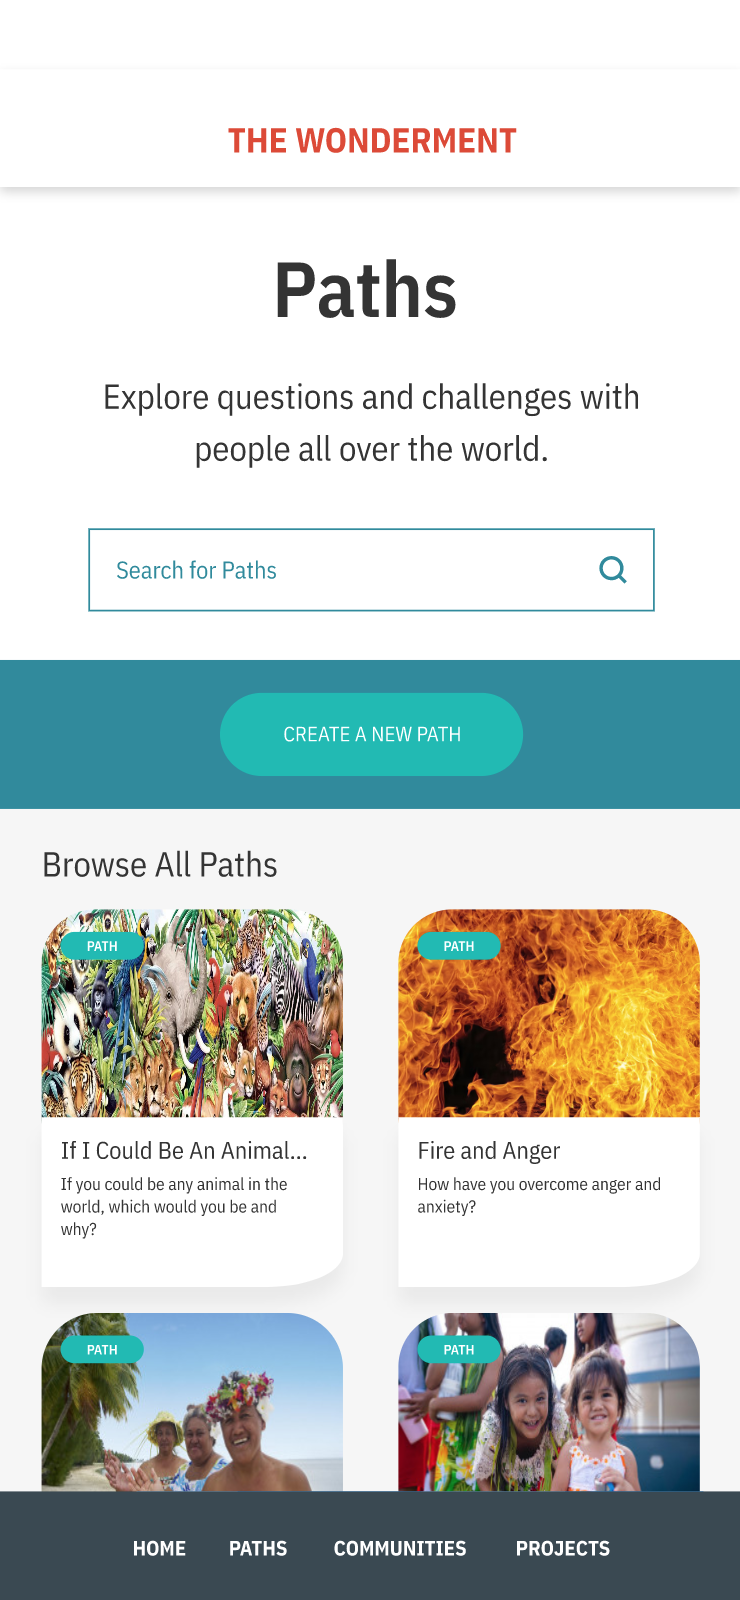 THE WONDERMENT
Paths
Explore questions and challenges with
people all over the world.
Search for Paths
CREATE A NEW PATH
Browse All Paths
PATH
PATH
If I Could Be An Animal...
If you could be any animal in the
world, which would you be and
why?
Fire and Anger
How have you overcome anger and
anxiety?
PATH
PATH
HOME
PATHS
COMMUNITIES
PROJECTS